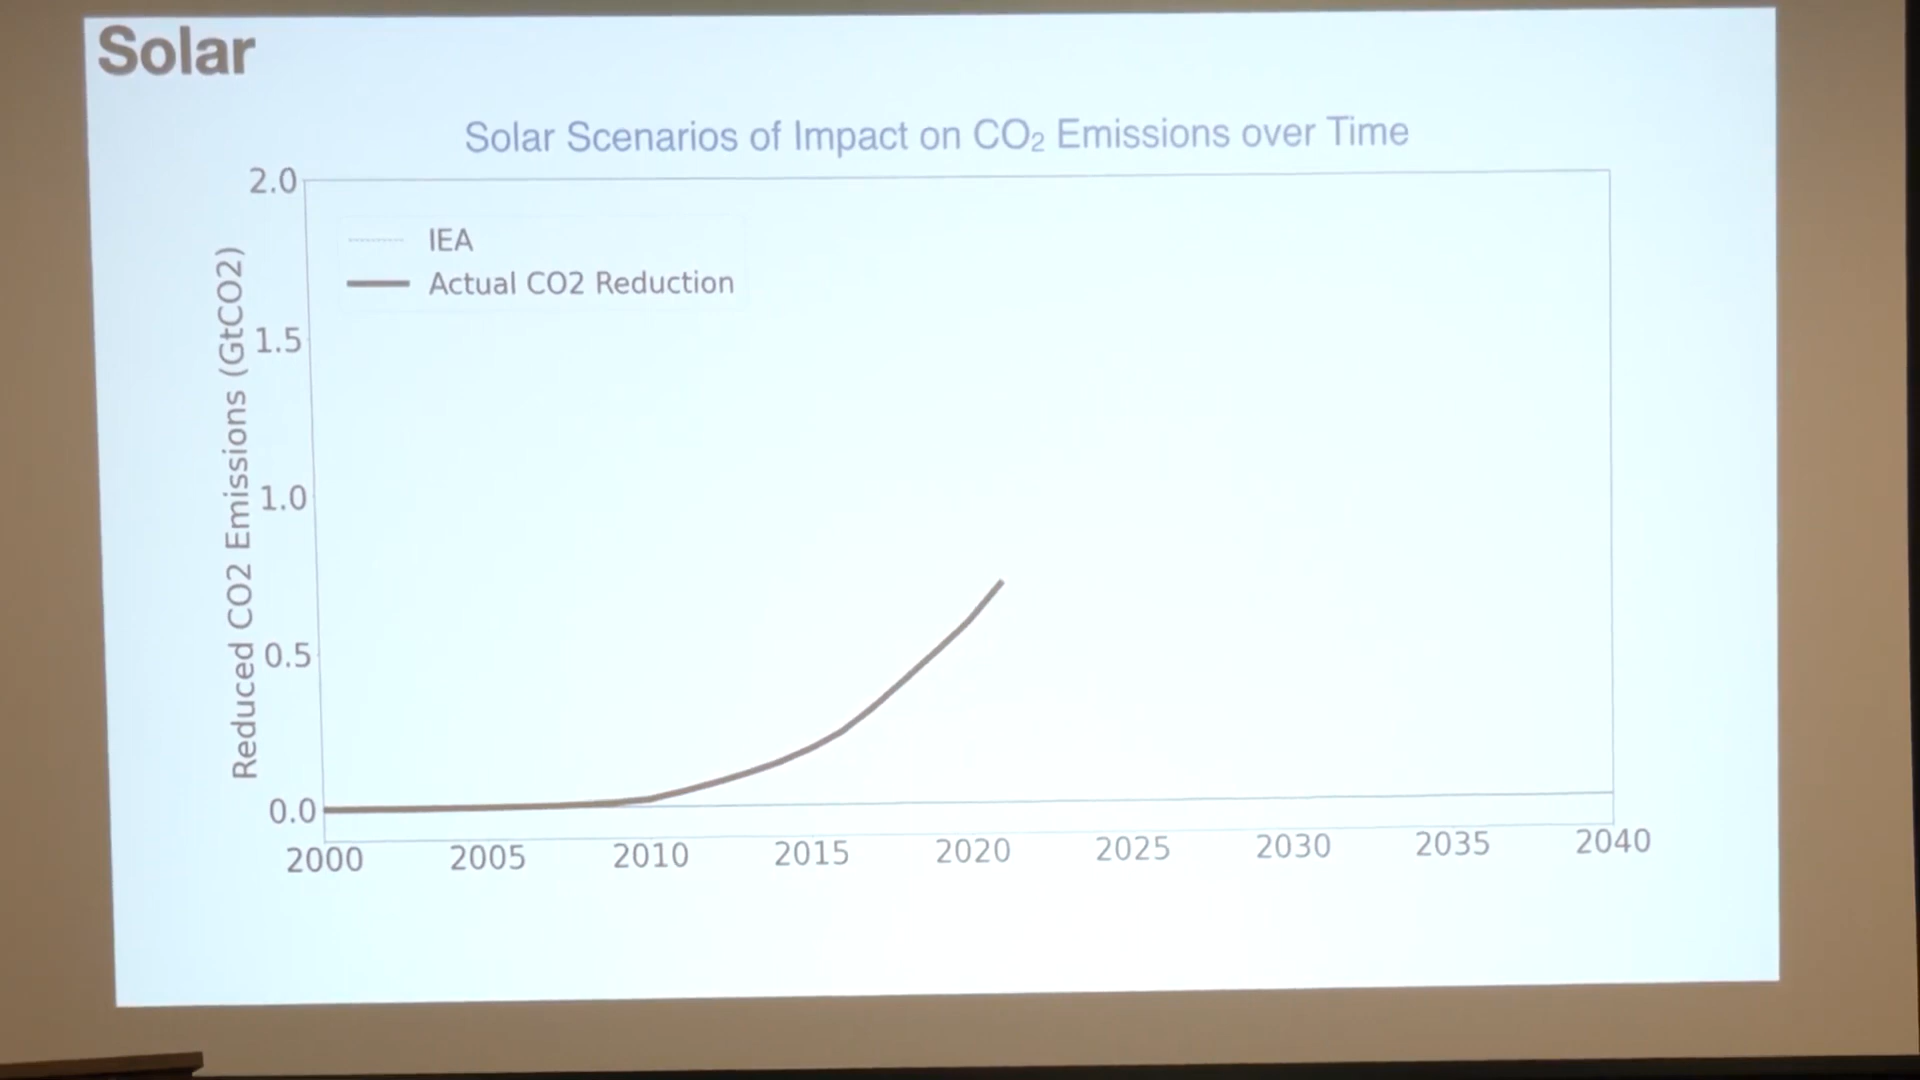 Solar
Solar Scenarios of Impact on CO₂ Emissions over Time
2.0
IEA
Actual CO2 Reduction
1.5
1.0
0.5
0.0
Reduced CO2 Emissions (GtCO2)
2000 2005 2010 2015 2020 2025 2030 2035 2040